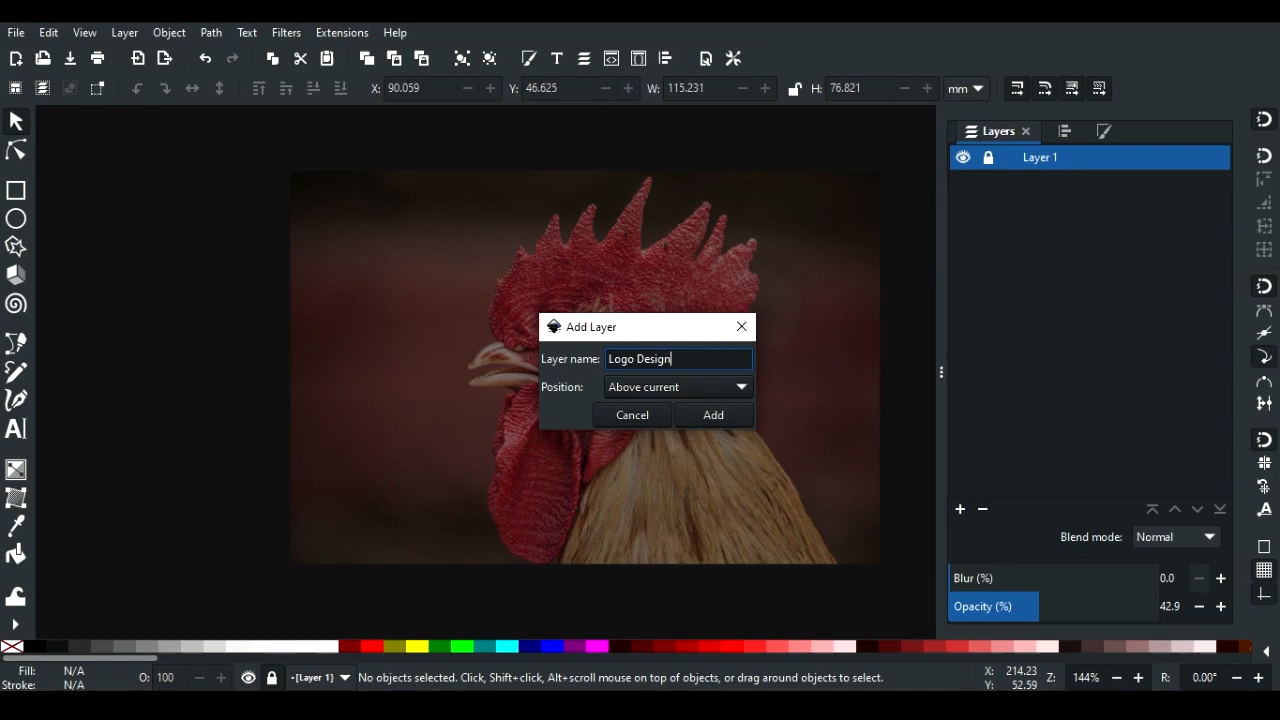 File Edit View Layer Object Path Text Filters Extensions Help
X: 90.059 Y: 46.625 W: 115.231 H: 76.821 mm
Layers
Layer 1
Add Layer
Layer name: Logo Design
Position: Above current
Cancel Add
Blend mode: Normal
Blur (%) 0.0
Opacity (%) 42.9
Fill: N/A
Stroke: N/A
O: 100
•[Layer 1]
No objects selected. Click, Shift+click, Alt+scroll mouse on top of objects, or drag around objects to select.
X: 214.23
Y: 52.59
Z: 144% R: 0.00°